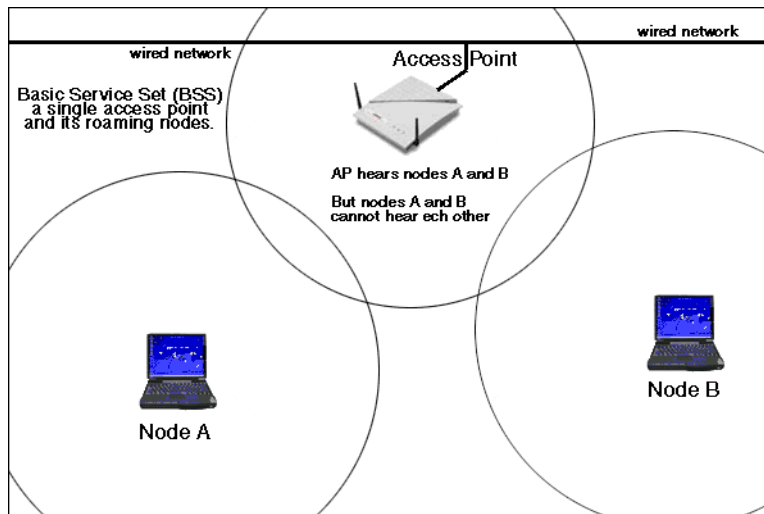 wired network
wired network
Access Point
Basic Service Set (BSS)
a single access point
and its roaming nodes.
AP hears nodes A and B
But nodes A and B
cannot hear ech other
Node B
Node A